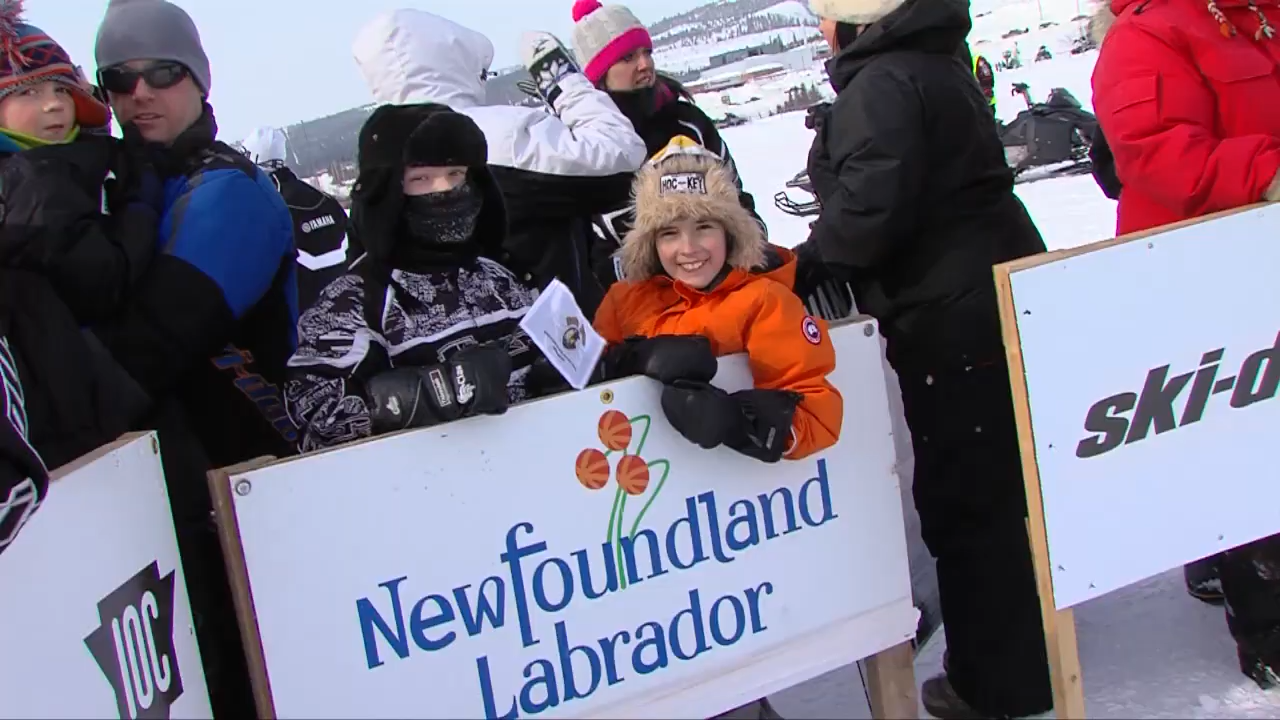 HOC KEY
YAMAHA
Newfoundland
Labrador
ski-d
IOC